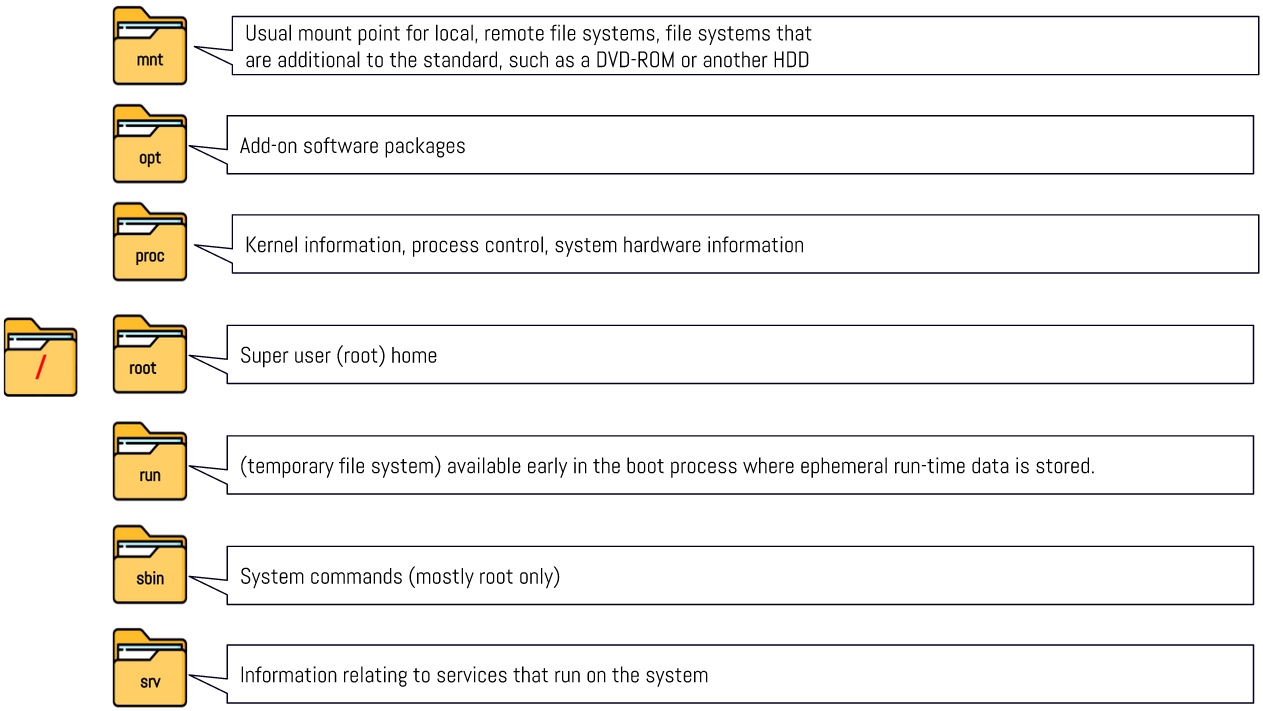 mnt
Usual mount point for local, remote file systems, file systems that
are additional to the standard, such as a DVD-ROM or another HDD
opt
Add-on software packages
proc
Kernel information, process control, system hardware information
/
root
Super user (root) home
run
(temporary file system) available early in the boot process where ephemeral run-time data is stored.
sbin
System commands (mostly root only)
srv
Information relating to services that run on the system